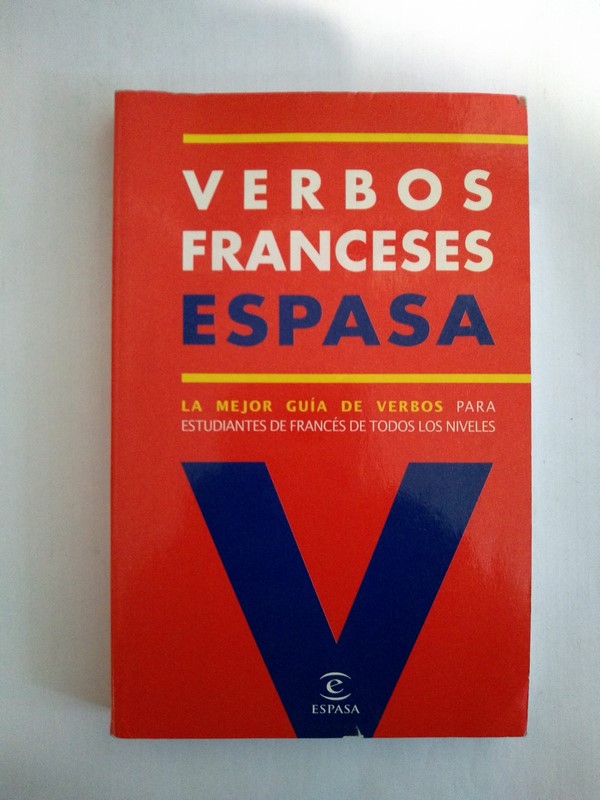 VERBOS
FRANCESES
ESPASA
LA MEJOR GUÍA DE VERBOS PARA
ESTUDIANTES DE FRANCÉS DE TODOS LOS NIVELES
V
e
ESPASA